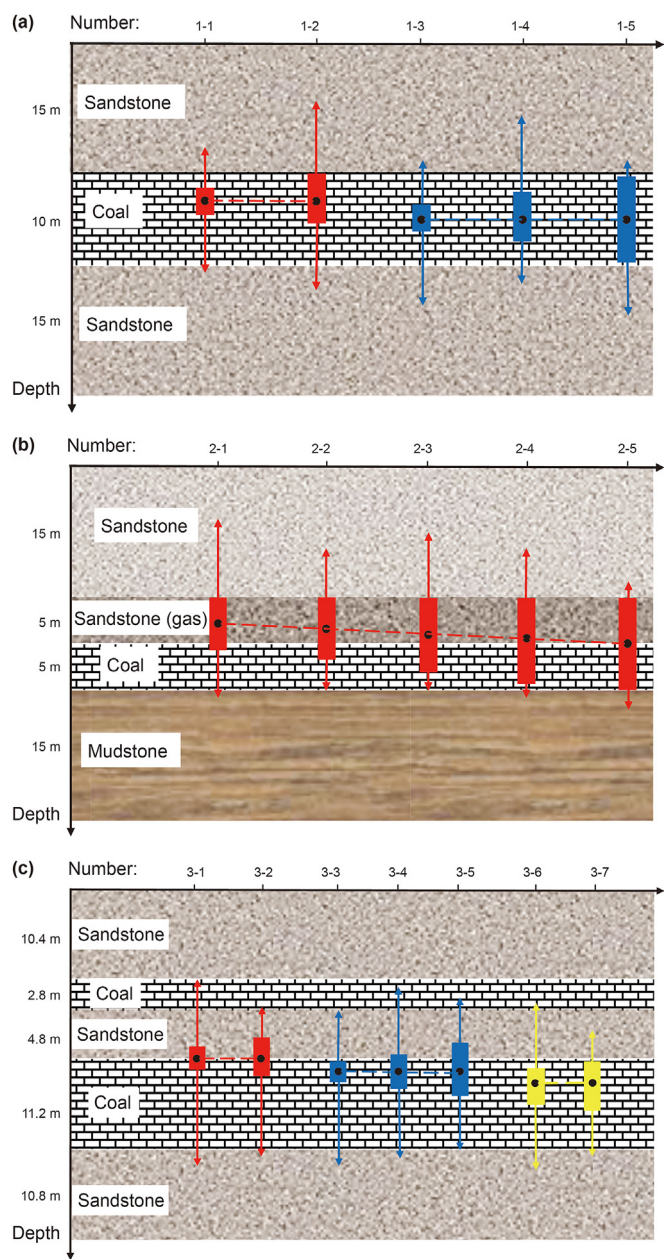 (a) Number: 1-1 1-2 1-3 1-4 1-5
15 m Sandstone
Coal
10 m
15 m Sandstone
Depth
(b) Number: 2-1 2-2 2-3 2-4 2-5
15 m Sandstone
5 m Sandstone (gas)
5 m Coal
15 m Mudstone
Depth
(c) Number: 3-1 3-2 3-3 3-4 3-5 3-6 3-7
10.4 m Sandstone
2.8 m Coal
4.8 m Sandstone
Coal
11.2 m
10.8 m Sandstone
Depth